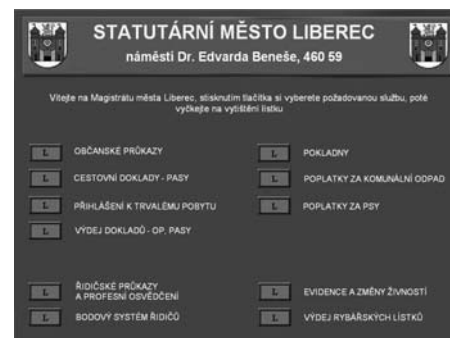 STATUTÁRNÍ MĚSTO LIBEREC
náměstí Dr. Edvarda Beneše, 460 59
Vítejte na Magistrátu města Liberec, stisknutím tlačítka si vyberete požadovanou službu, poté
vyčkejte na vytištění lístku
L OBČANSKÉ PRŮKAZY
L CESTOVNÍ DOKLADY - PASY
L PŘIHLÁŠENÍ K TRVALÉMU POBYTU
L VÝDEJ DOKLADŮ - OP, PASY
L ŘIDIČSKÉ PRŮKAZY
A PROFESNÍ OSVĚDČENÍ
L BODOVÝ SYSTÉM ŘIDIČŮ
L POKLADNY
L POPLATKY ZA KOMUNÁLNÍ ODPAD
L POPLATKY ZA PSY
L EVIDENCE A ZMĚNY ŽIVNOSTÍ
L VÝDEJ RYBÁŘSKÝCH LÍSTKŮ